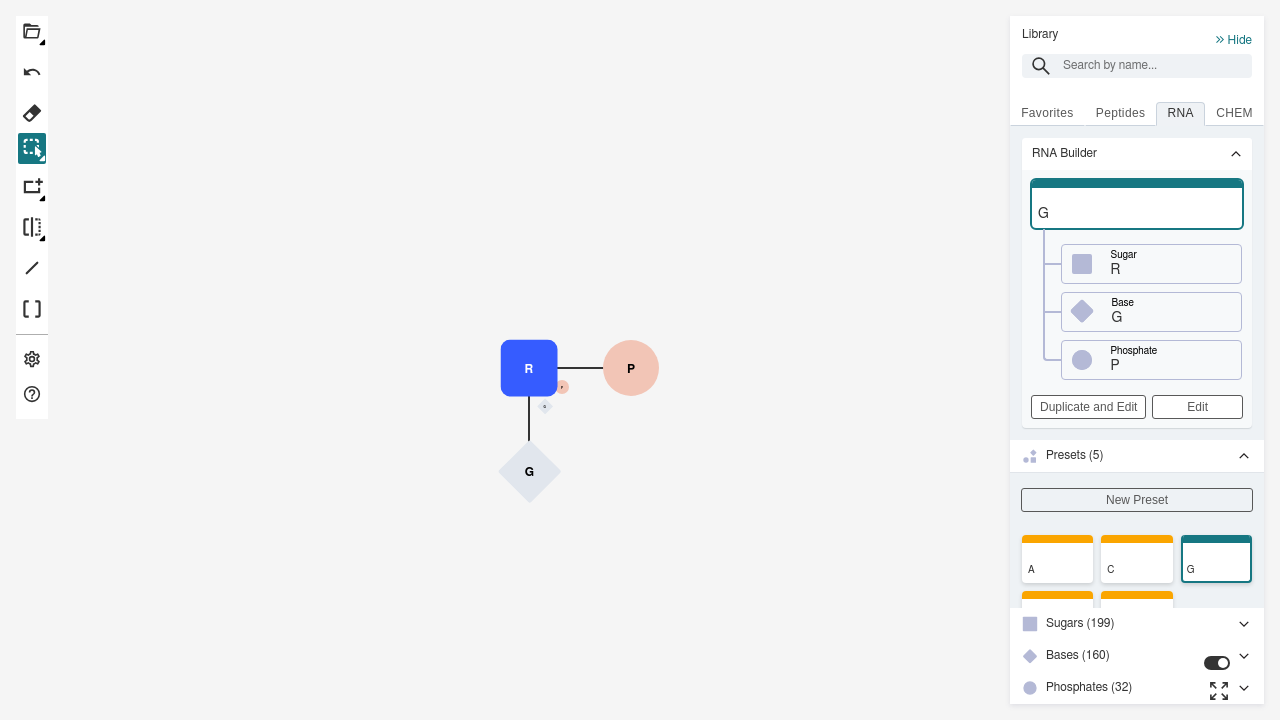 Library
Hide
Search by name...
Favorites Peptides RNA CHEM
RNA Builder
G
Sugar
R
Base
G
Phosphate
P
Duplicate and Edit Edit
Presets (5)
New Preset
A C G
Sugars (199)
Bases (160)
Phosphates (32)
R P
G